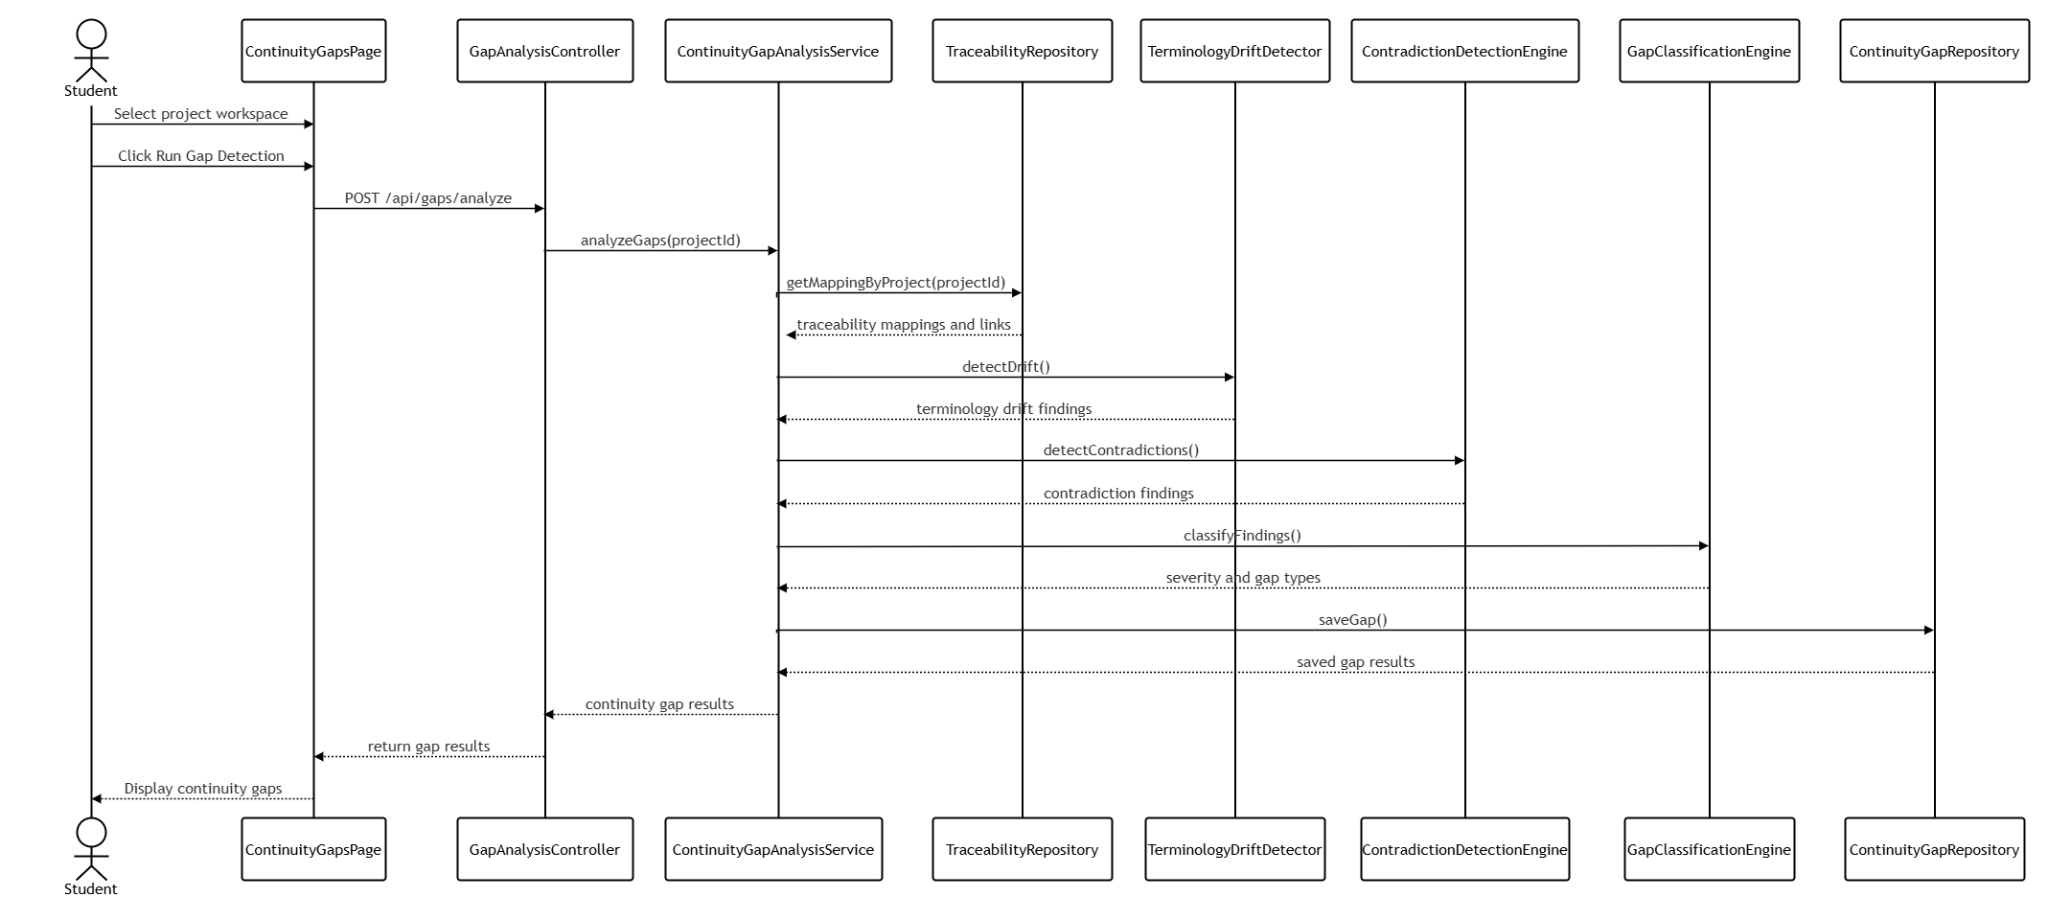 ContinuityGapsPage
GapAnalysisController
ContinuityGapAnalysisService
TraceabilityRepository
TerminologyDriftDetector
ContradictionDetectionEngine
GapClassificationEngine
ContinuityGapRepository
Student
Select project workspace
Click Run Gap Detection
POST /api/gaps/analyze
analyzeGaps(projectId)
getMappingByProject(projectId)
traceability mappings and links
detectDrift()
terminology drift findings
detectContradictions()
contradiction findings
classifyFindings()
severity and gap types
saveGap()
saved gap results
continuity gap results
return gap results
Display continuity gaps
ContinuityGapsPage
GapAnalysisController
ContinuityGapAnalysisService
TraceabilityRepository
TerminologyDriftDetector
ContradictionDetectionEngine
GapClassificationEngine
ContinuityGapRepository
Student